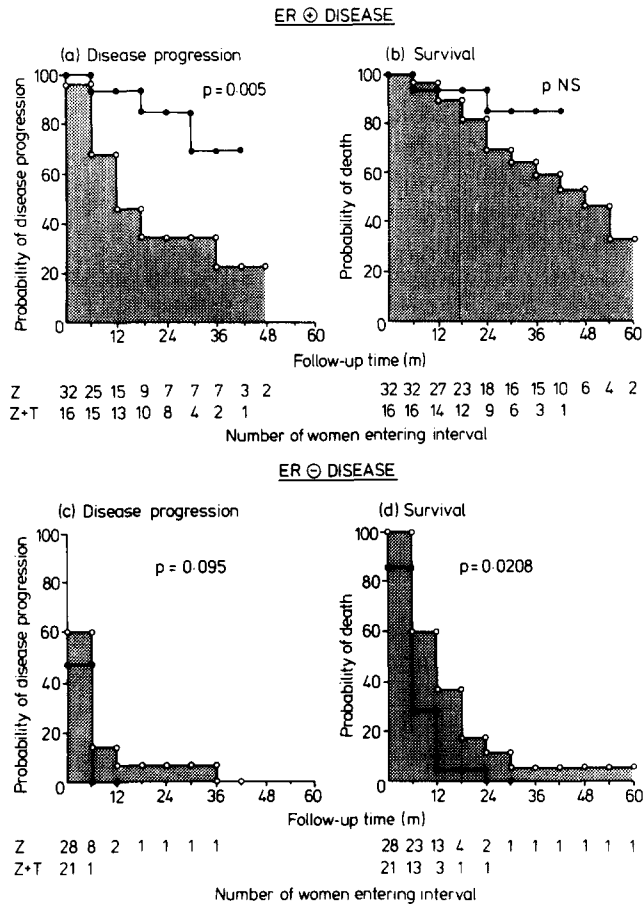 ER ⊕ DISEASE
(a) Disease progression
(b) Survival
100
80
60
40
20
0
Probability of disease progression
p=0·005
12 24 36 48 60
100
80
60
40
20
0
Probability of death
p NS
12 24 36 48 60
Follow-up time (m)
Z 32 25 15 9 7 7 7 3 2 32 32 27 23 18 16 15 10 6 4 2
Z+T 16 15 13 10 8 4 2 1 16 16 14 12 9 6 3 1
Number of women entering interval
ER ⊖ DISEASE
(c) Disease progression
(d) Survival
100
80
60
40
20
0
Probability of disease progression
p = 0·095
12 24 36 48 60
100
80
60
40
20
0
Probability of death
p=0·0208
12 24 36 48 60
Follow-up time (m)
Z 28 8 2 1 1 1 1 28 23 13 4 2 1 1 1 1 1 1
Z+T 21 1 21 13 3 1 1
Number of women entering interval